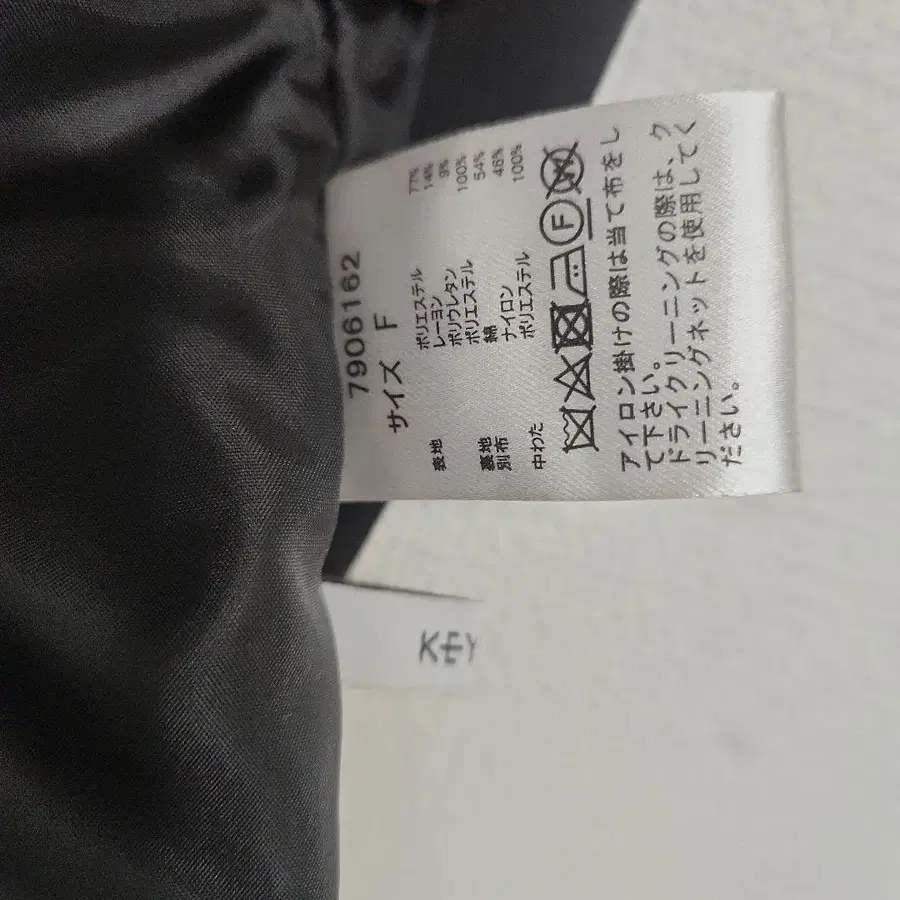 7906162
サイズ F
表地 ポリエステル 77%
レーヨン 14%
ポリウレタン 9%
裏地 ポリエステル 100%
別布 綿 54%
ナイロン 46%
中わた ポリエステル 100%
F W
アイロン掛けの際は当て布をし
て下さい。
ドライクリーニングの際は、ク
リーニングネットを使用してく
ださい。